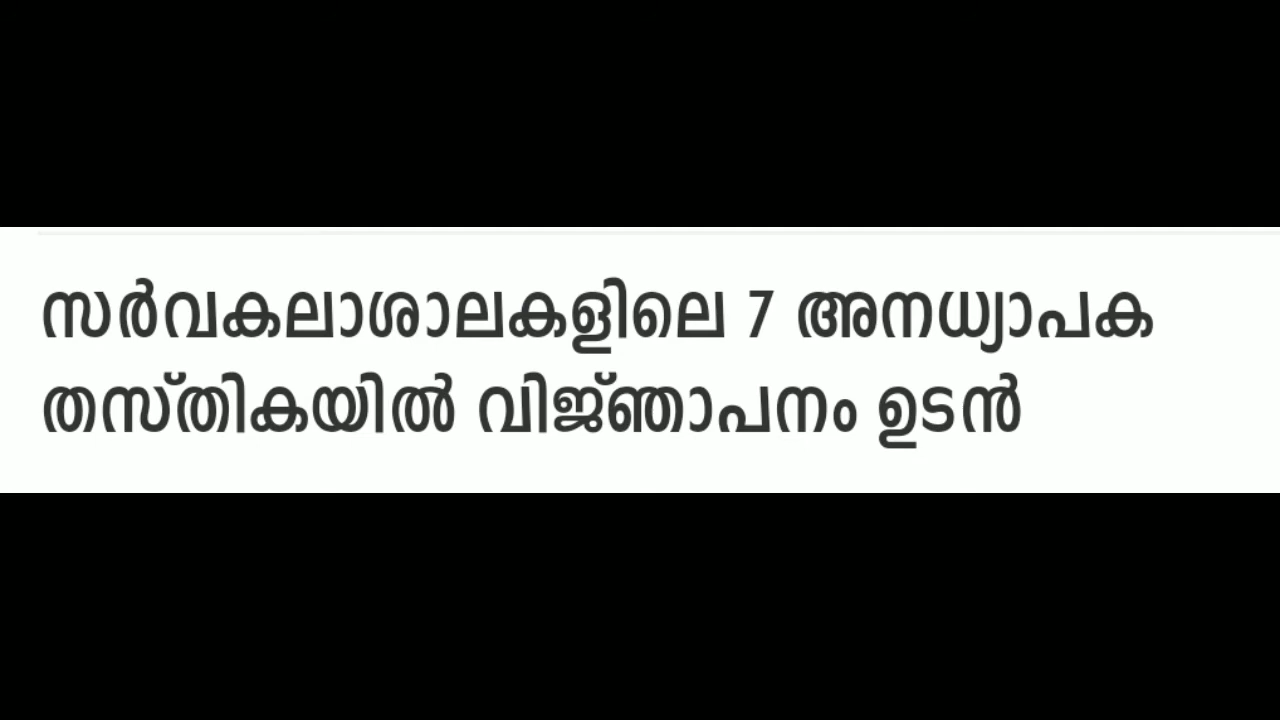 സർവകലാശാലകളിലെ 7 അനധ്യാപക
തസ്തികയിൽ വിജ്ഞാപനം ഉടൻ